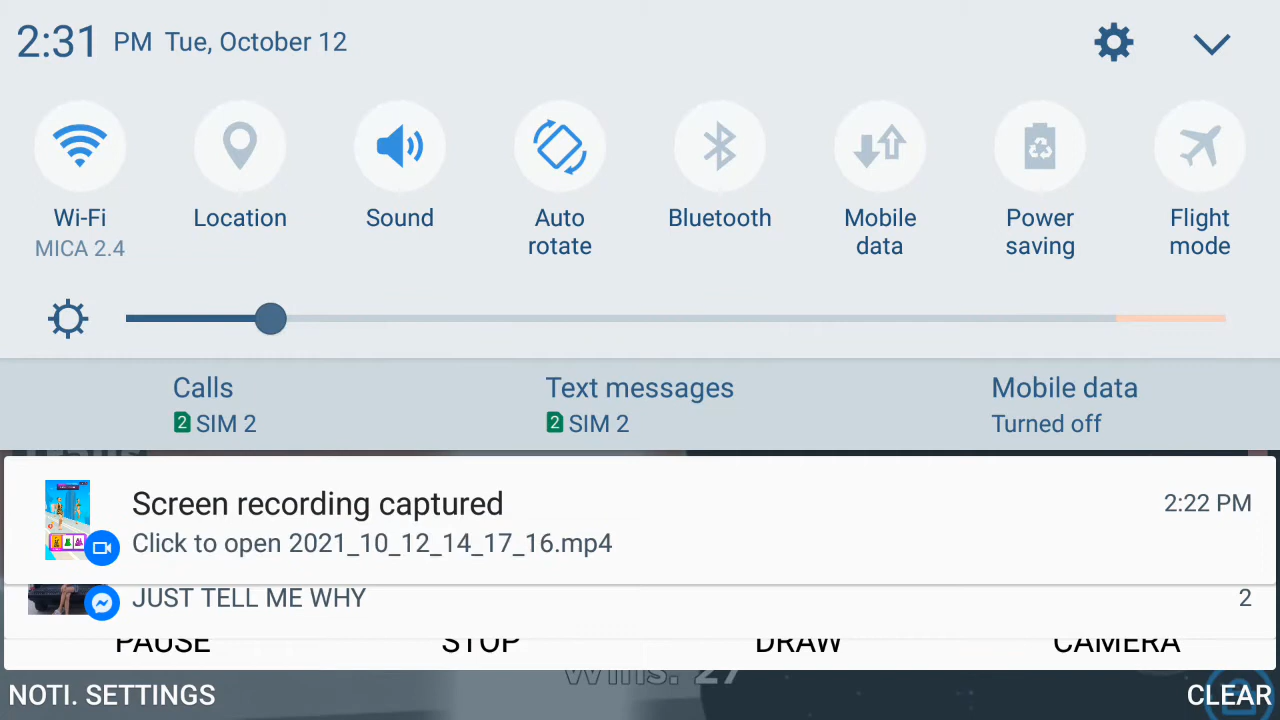 2:31 PM Tue, October 12
Wi-Fi
MICA 2.4
Location
Sound
Auto
rotate
Bluetooth
Mobile
data
Power
saving
Flight
mode
Calls
2 SIM 2
Text messages
2 SIM 2
Mobile data
Turned off
Screen recording captured
2:22 PM
Click to open 2021_10_12_14_17_16.mp4
JUST TELL ME WHY
2
PAUSE STOP DRAW CAMERA
Wins: 27
NOTI. SETTINGS
CLEAR